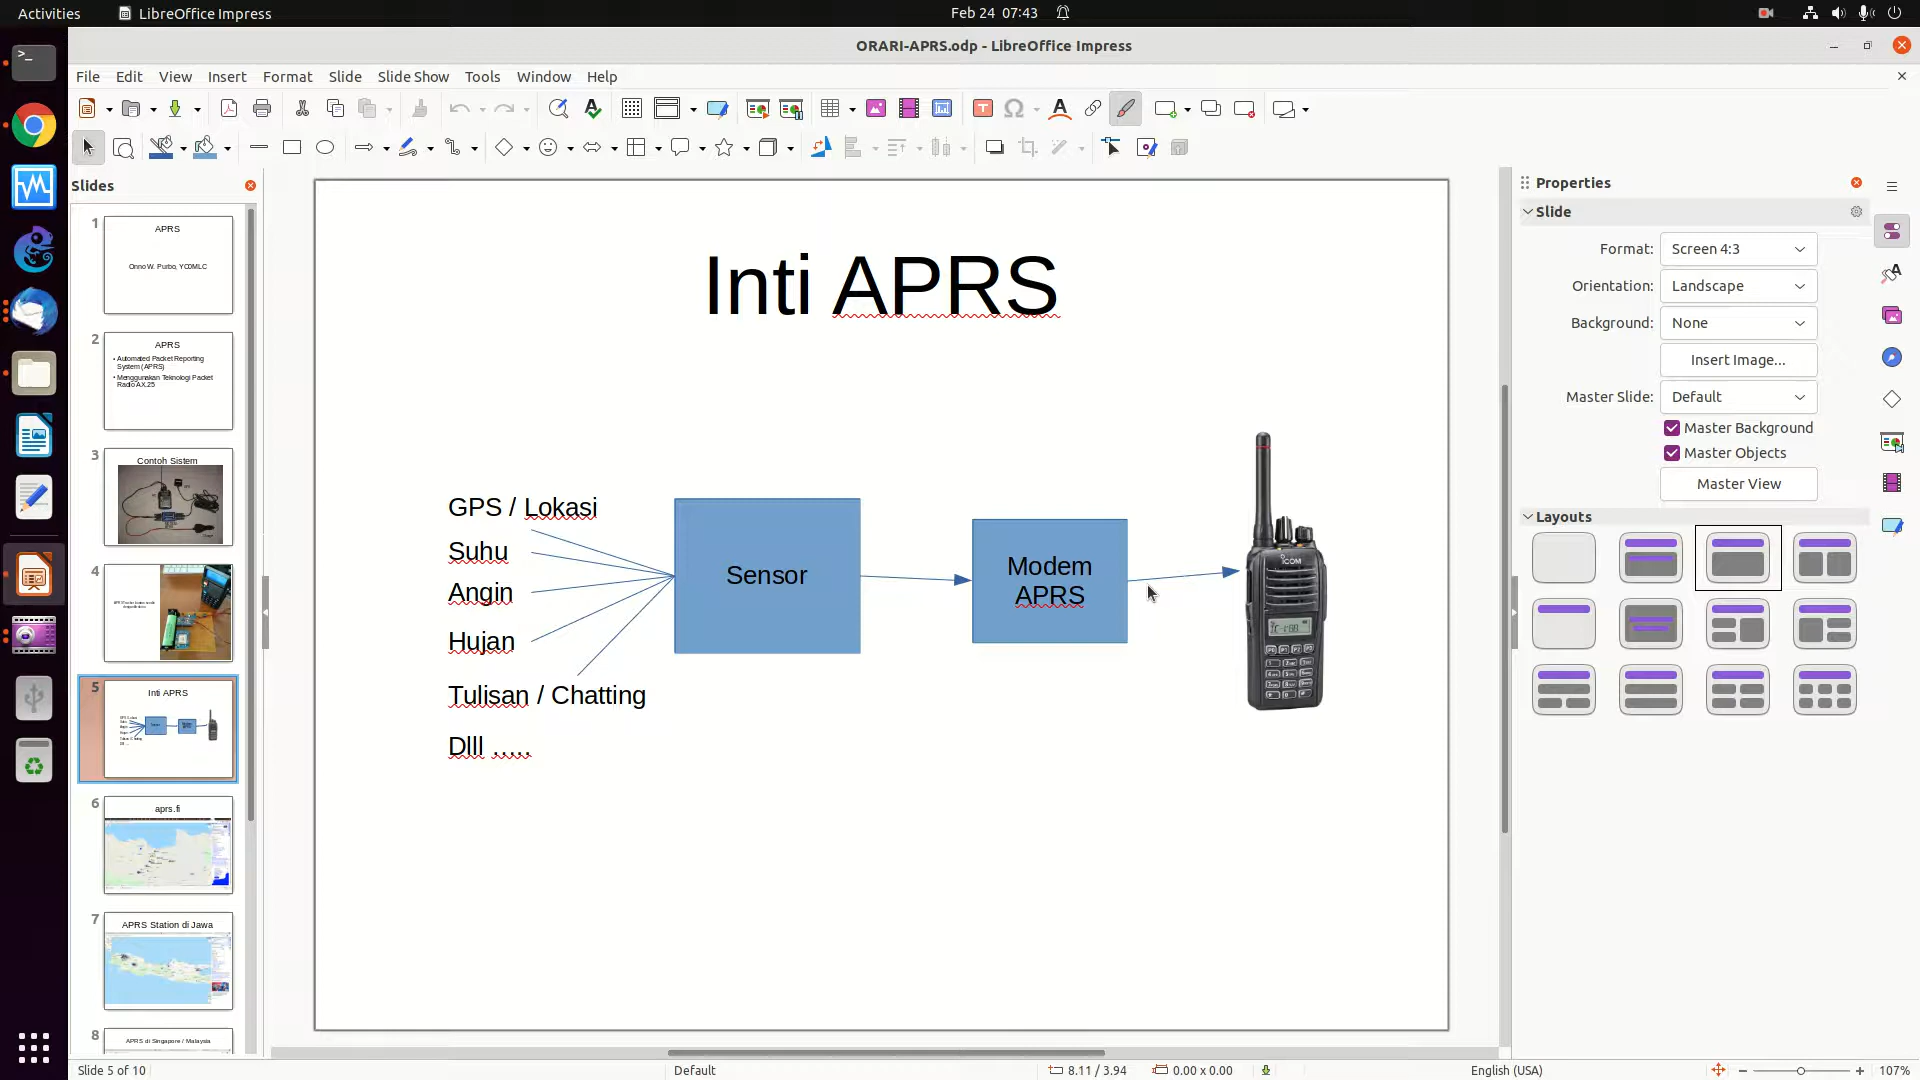 Activities
LibreOffice Impress
Feb 24 07:43
ORARI-APRS.odp - LibreOffice Impress
File Edit View Insert Format Slide Slide Show Tools Window Help
Slides
1
APRS
Onno W. Purbo, YC0MLC
2
APRS
• Automated Packet Reporting
System (APRS)
• Menggunakan Teknologi Packet
Radio AX.25
3
Contoh Sistem
4
5
Inti APRS
6
aprs.fi
7
APRS Station di Jawa
8
APRS di Singapore / Malaysia
Inti APRS
GPS / Lokasi
Suhu
Angin
Hujan
Tulisan / Chatting
Dlll .....
Sensor
Modem
APRS
ICOM
Properties
Slide
Format: Screen 4:3
Orientation: Landscape
Background: None
Insert Image...
Master Slide: Default
Master Background
Master Objects
Master View
Layouts
Slide 5 of 10
Default
8.11 / 3.94
0.00 x 0.00
English (USA)
107%